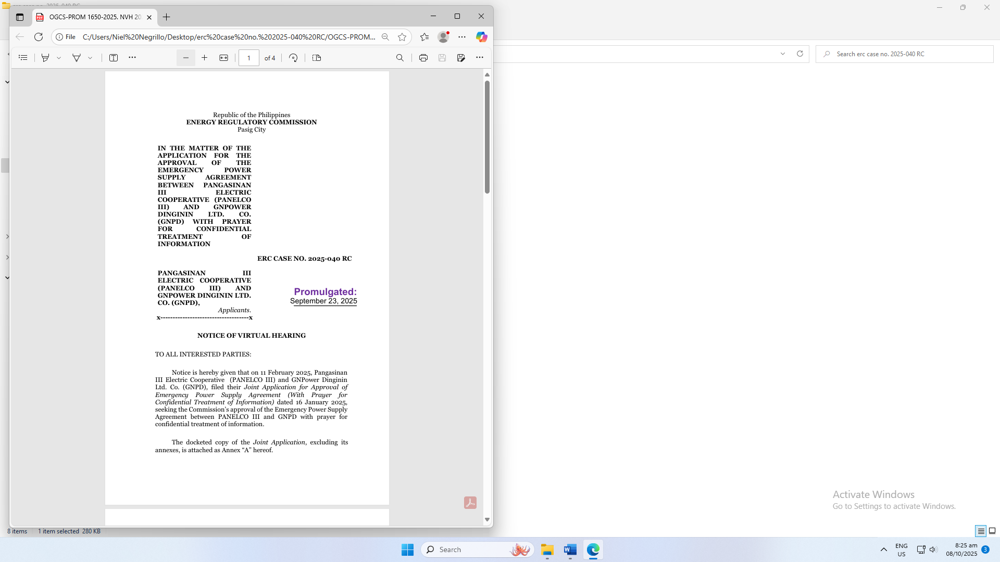 OGCS-PROM 1650-2025. NVH 20
File
C:/Users/Niel%20Negrillo/Desktop/erc%20case%20no.%202025-040%20RC/OGCS-PROM...
1 of 4
Search erc case no. 2025-040 RC
Republic of the Philippines
ENERGY REGULATORY COMMISSION
Pasig City
IN THE MATTER OF THE
APPLICATION FOR THE
APPROVAL OF THE
EMERGENCY POWER
SUPPLY AGREEMENT
BETWEEN PANGASINAN
III ELECTRIC
COOPERATIVE (PANELCO
III) AND GNPOWER
DINGININ LTD. CO.
(GNPD) WITH PRAYER
FOR CONFIDENTIAL
TREATMENT OF
INFORMATION
ERC CASE NO. 2025-040 RC
PANGASINAN III
ELECTRIC COOPERATIVE
(PANELCO III) AND
GNPOWER DINGININ LTD.
CO. (GNPD),
Applicants.
x------------------------------------x
Promulgated:
September 23, 2025
NOTICE OF VIRTUAL HEARING
TO ALL INTERESTED PARTIES:
Notice is hereby given that on 11 February 2025, Pangasinan
III Electric Cooperative (PANELCO III) and GNPower Dinginin
Ltd. Co. (GNPD), filed their Joint Application for Approval of
Emergency Power Supply Agreement (With Prayer for
Confidential Treatment of Information) dated 16 January 2025,
seeking the Commission’s approval of the Emergency Power Supply
Agreement between PANELCO III and GNPD with prayer for
confidential treatment of information.
The docketed copy of the Joint Application, excluding its
annexes, is attached as Annex “A” hereof.
Activate Windows
Go to Settings to activate Windows.
8 items 1 item selected 280 KB
Search
ENG
US
8:25 am
08/10/2025
3